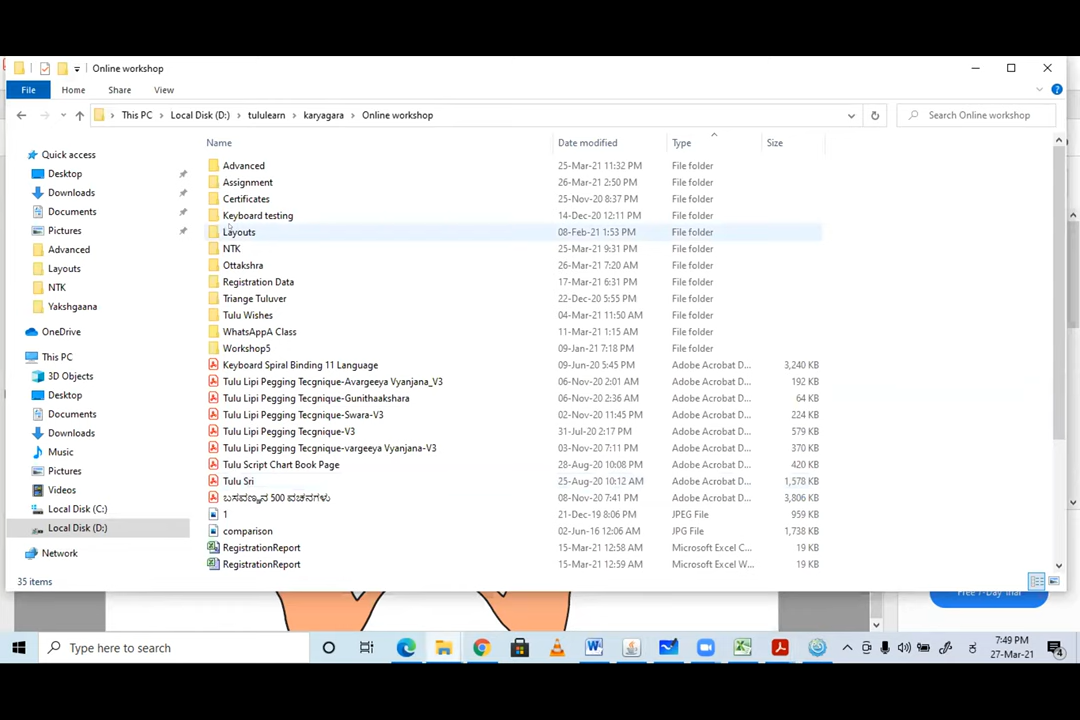 Online workshop
File Home Share View
This PC Local Disk (D:) tululearn karyagara Online workshop
Search Online workshop
Name Date modified Type Size
Quick access
Desktop
Downloads
Documents
Pictures
Advanced
Layouts
NTK
Yakshgaana
OneDrive
This PC
3D Objects
Desktop
Documents
Downloads
Music
Pictures
Videos
Local Disk (C:)
Local Disk (D:)
Network
Advanced 25-Mar-21 11:32 PM File folder
Assignment 26-Mar-21 2:50 PM File folder
Certificates 25-Nov-20 8:37 PM File folder
Keyboard testing 14-Dec-20 12:11 PM File folder
Layouts 08-Feb-21 1:53 PM File folder
NTK 25-Mar-21 9:31 PM File folder
Ottakshra 26-Mar-21 7:20 AM File folder
Registration Data 17-Mar-21 6:31 PM File folder
Triange Tuluver 22-Dec-20 5:55 PM File folder
Tulu Wishes 04-Mar-21 11:50 AM File folder
WhatsAppA Class 11-Mar-21 1:15 AM File folder
Workshop5 09-Jan-21 7:18 PM File folder
Keyboard Spiral Binding 11 Language 09-Jun-20 5:45 PM Adobe Acrobat D... 3,240 KB
Tulu Lipi Pegging Tecgnique-Avargeeya Vyanjana_V3 06-Nov-20 2:01 AM Adobe Acrobat D... 192 KB
Tulu Lipi Pegging Tecgnique-Gunithaakshara 06-Nov-20 2:36 AM Adobe Acrobat D... 64 KB
Tulu Lipi Pegging Tecgnique-Swara-V3 02-Nov-20 11:45 PM Adobe Acrobat D... 224 KB
Tulu Lipi Pegging Tecgnique-V3 31-Jul-20 2:17 PM Adobe Acrobat D... 579 KB
Tulu Lipi Pegging Tecgnique-vargeeya Vyanjana-V3 03-Nov-20 7:11 PM Adobe Acrobat D... 370 KB
Tulu Script Chart Book Page 28-Aug-20 10:08 PM Adobe Acrobat D... 420 KB
Tulu Sri 25-Aug-20 10:12 AM Adobe Acrobat D... 1,578 KB
ಬಸವಣ್ಣನ 500 ವಚನಗಳು 08-Nov-20 7:41 PM Adobe Acrobat D... 3,806 KB
1 21-Dec-19 8:06 PM JPEG File 959 KB
comparison 02-Jun-16 12:06 AM JPG File 1,738 KB
RegistrationReport 15-Mar-21 12:58 AM Microsoft Excel C... 19 KB
RegistrationReport 15-Mar-21 12:59 AM Microsoft Excel W... 19 KB
35 items
Free 7-Day Trial
Type here to search
ಕ
7:49 PM
27-Mar-21
4